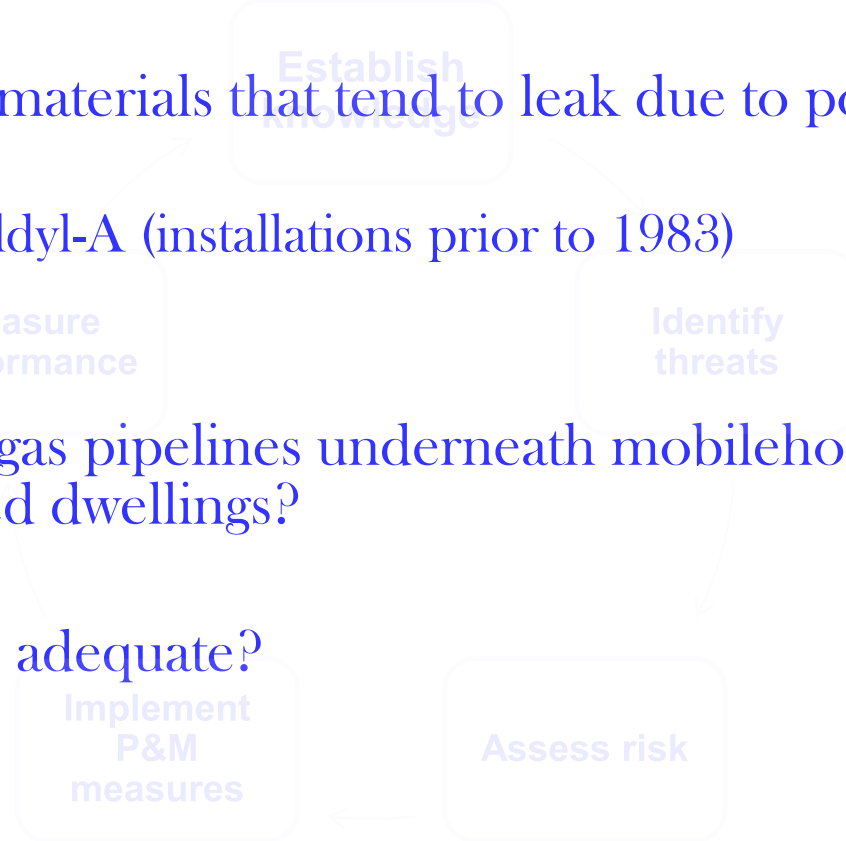 Establish
knowledge
materials that tend to leak due to
ldyl-A (installations prior to 1983)
asure
ormance
Identify
threats
gas pipelines underneath mobileho
d dwellings?
adequate?
Implement
P&M
measures
Assess risk